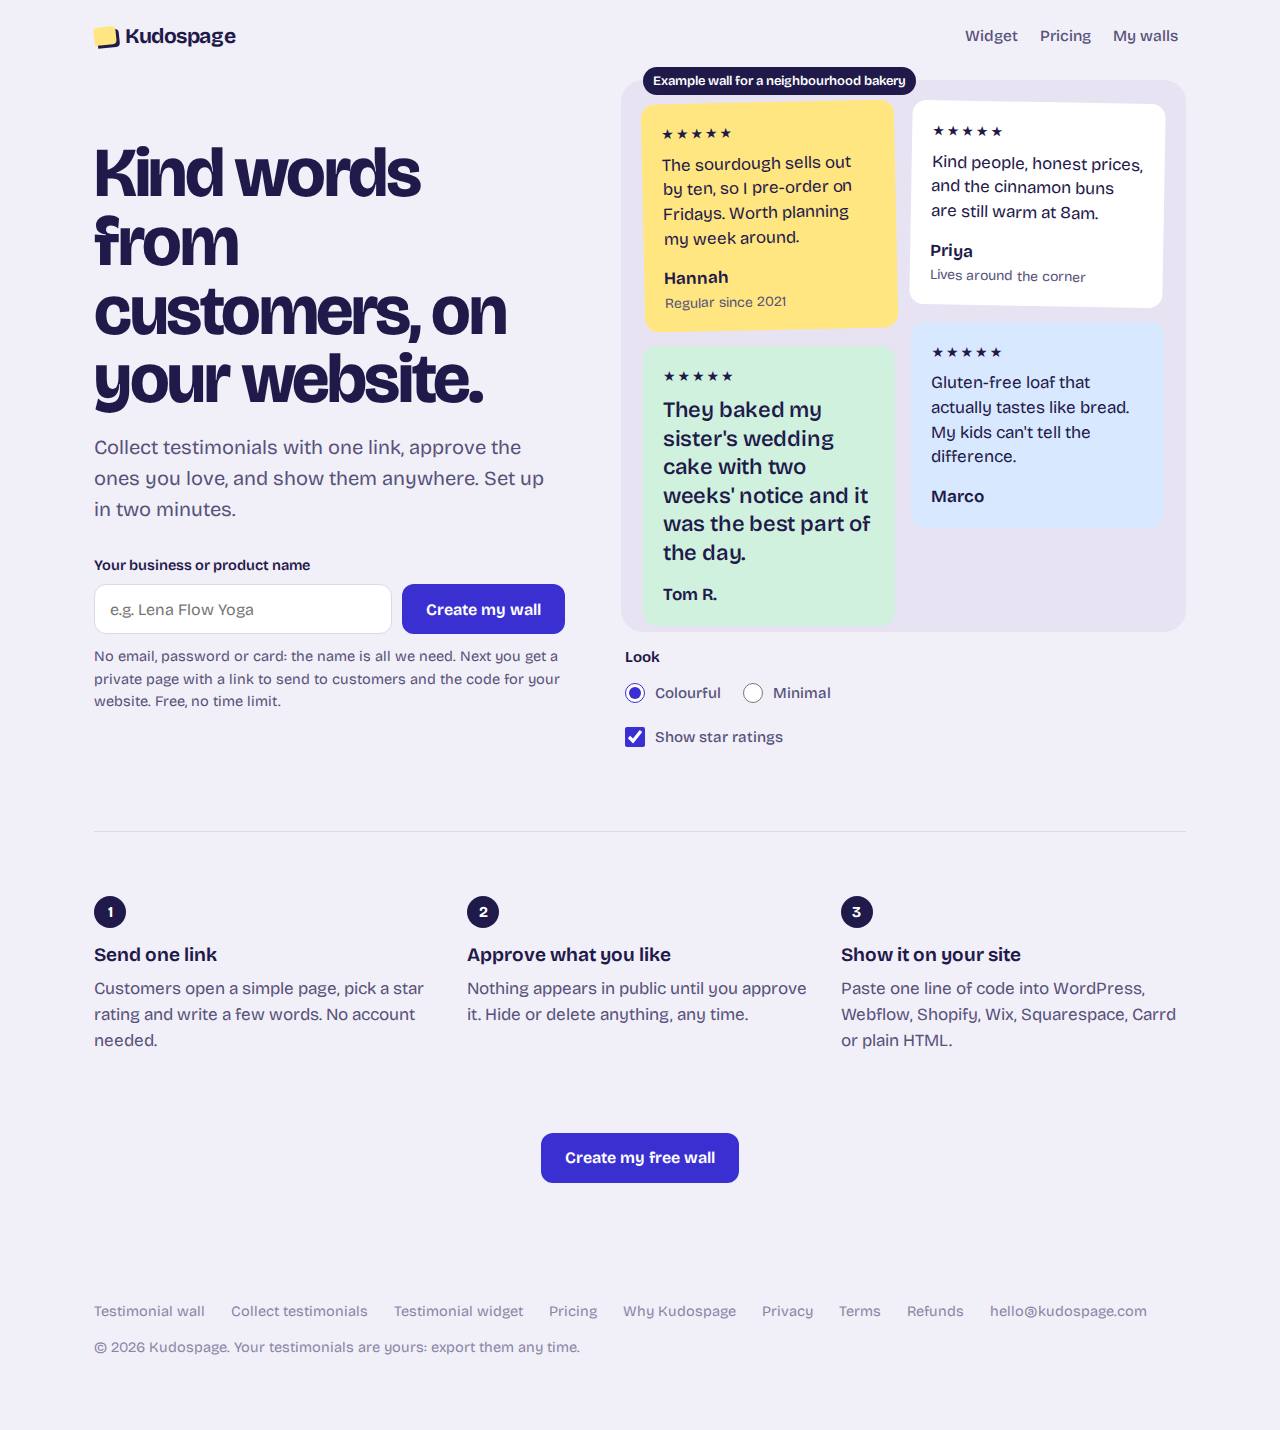 Kudospage
Widget Pricing My walls
Kind words
from
customers, on
your website.
Collect testimonials with one link, approve the
ones you love, and show them anywhere. Set up
in two minutes.
Your business or product name
e.g. Lena Flow Yoga
Create my wall
No email, password or card: the name is all we need. Next you get a
private page with a link to send to customers and the code for your
website. Free, no time limit.
Example wall for a neighbourhood bakery
★★★★★
The sourdough sells out
by ten, so I pre-order on
Fridays. Worth planning
my week around.
Hannah
Regular since 2021
★★★★★
Kind people, honest prices,
and the cinnamon buns
are still warm at 8am.
Priya
Lives around the corner
★★★★★
They baked my
sister's wedding
cake with two
weeks' notice and it
was the best part of
the day.
Tom R.
★★★★★
Gluten-free loaf that
actually tastes like bread.
My kids can't tell the
difference.
Marco
Look
Colourful Minimal
Show star ratings
1
Send one link
Customers open a simple page, pick a star
rating and write a few words. No account
needed.
2
Approve what you like
Nothing appears in public until you approve
it. Hide or delete anything, any time.
3
Show it on your site
Paste one line of code into WordPress,
Webflow, Shopify, Wix, Squarespace, Carrd
or plain HTML.
Create my free wall
Testimonial wall Collect testimonials Testimonial widget Pricing Why Kudospage Privacy Terms Refunds hello@kudospage.com
© 2026 Kudospage. Your testimonials are yours: export them any time.